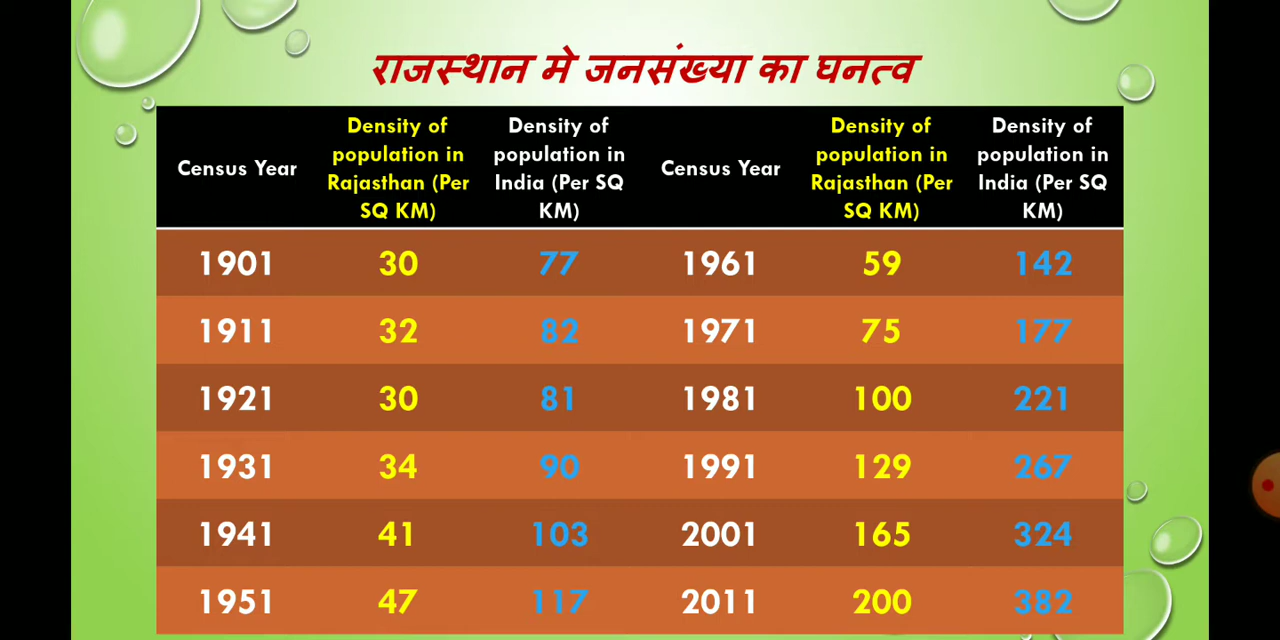 राजस्थान मे जनसंख्या का घनत्व
Census Year Density of population in Rajasthan (Per SQ KM) Density of population in India (Per SQ KM) Census Year Density of population in Rajasthan (Per SQ KM) Density of population in India (Per SQ KM)
1901 30 77 1961 59 142
1911 32 82 1971 75 177
1921 30 81 1981 100 221
1931 34 90 1991 129 267
1941 41 103 2001 165 324
1951 47 117 2011 200 382